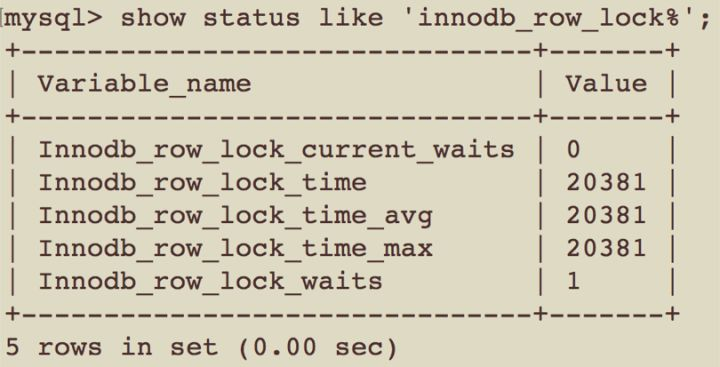 mysql> show status like 'innodb_row_lock%';
+-------------------------------+-------+
| Variable_name                 | Value |
+-------------------------------+-------+
| Innodb_row_lock_current_waits | 0     |
| Innodb_row_lock_time          | 20381 |
| Innodb_row_lock_time_avg      | 20381 |
| Innodb_row_lock_time_max      | 20381 |
| Innodb_row_lock_waits         | 1     |
+-------------------------------+-------+
5 rows in set (0.00 sec)